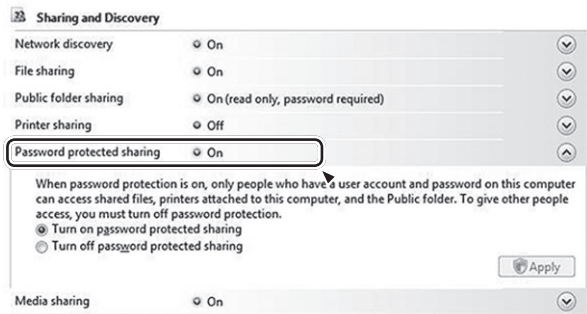 Sharing and Discovery
Network discovery On
File sharing On
Public folder sharing On (read only, password required)
Printer sharing Off
Password protected sharing On
When password protection is on, only people who have a user account and password on this computer
can access shared files, printers attached to this computer, and the Public folder. To give other people
access, you must turn off password protection.
Turn on password protected sharing
Turn off password protected sharing
Apply
Media sharing On